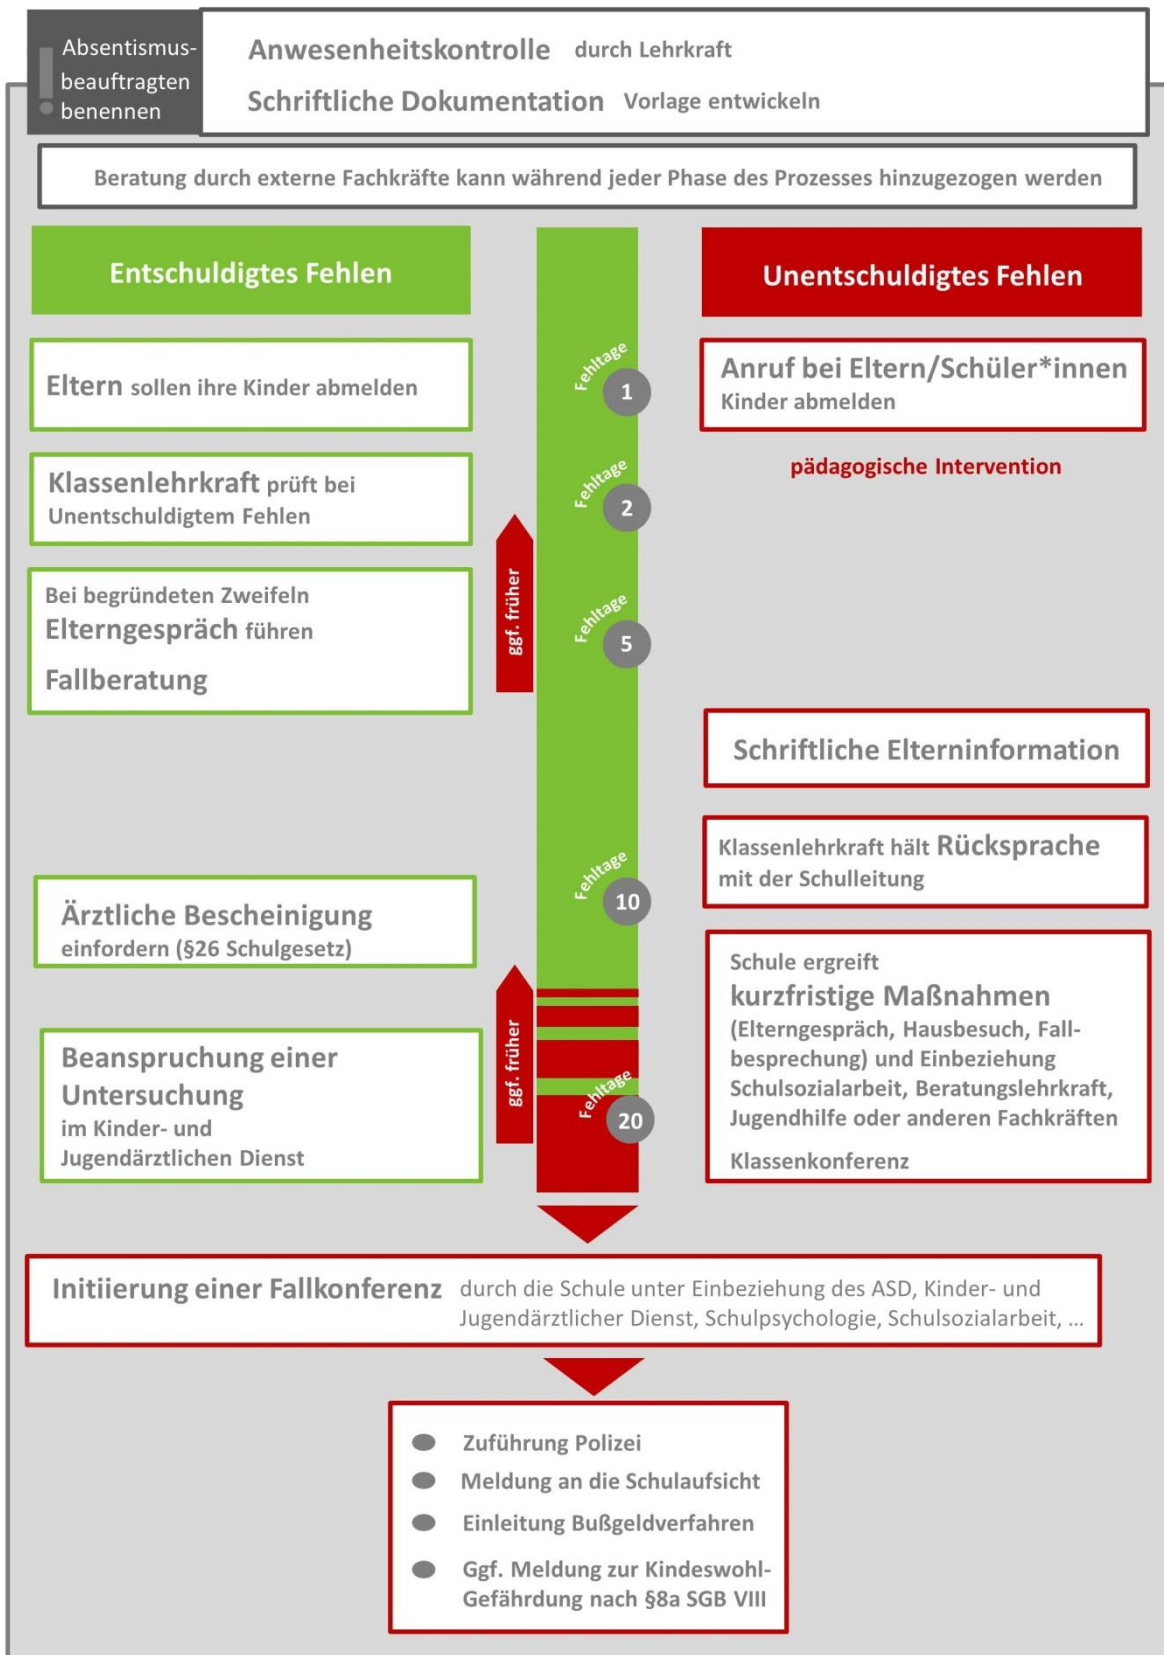 Absentismus-
beauftragten
benennen
Anwesenheitskontrolle durch Lehrkraft
Schriftliche Dokumentation Vorlage entwickeln
Beratung durch externe Fachkräfte kann während jeder Phase des Prozesses hinzugezogen werden
Entschuldigtes Fehlen
Unentschuldigtes Fehlen
Eltern sollen ihre Kinder abmelden
Fehltage
1
Anruf bei Eltern/Schüler*innen
Kinder abmelden
pädagogische Intervention
Klassenlehrkraft prüft bei
Unentschuldigtem Fehlen
Fehltage
2
Bei begründeten Zweifeln
Elterngespräch führen
Fallberatung
ggf. früher
Fehltage
5
Schriftliche Elterninformation
Klassenlehrkraft hält Rücksprache
mit der Schulleitung
Ärztliche Bescheinigung
einfordern (§26 Schulgesetz)
Fehltage
10
Schule ergreift
kurzfristige Maßnahmen
(Elterngespräch, Hausbesuch, Fall-
besprechung) und Einbeziehung
Schulsozialarbeit, Beratungslehrkraft,
Jugendhilfe oder anderen Fachkräften
Klassenkonferenz
Beanspruchung einer
Untersuchung
im Kinder- und
Jugendärztlichen Dienst
ggf. früher
Fehltage
20
Initiierung einer Fallkonferenz durch die Schule unter Einbeziehung des ASD, Kinder- und
Jugendärztlicher Dienst, Schulpsychologie, Schulsozialarbeit, ...
Zuführung Polizei
Meldung an die Schulaufsicht
Einleitung Bußgeldverfahren
Ggf. Meldung zur Kindeswohl-
Gefährdung nach §8a SGB VIII